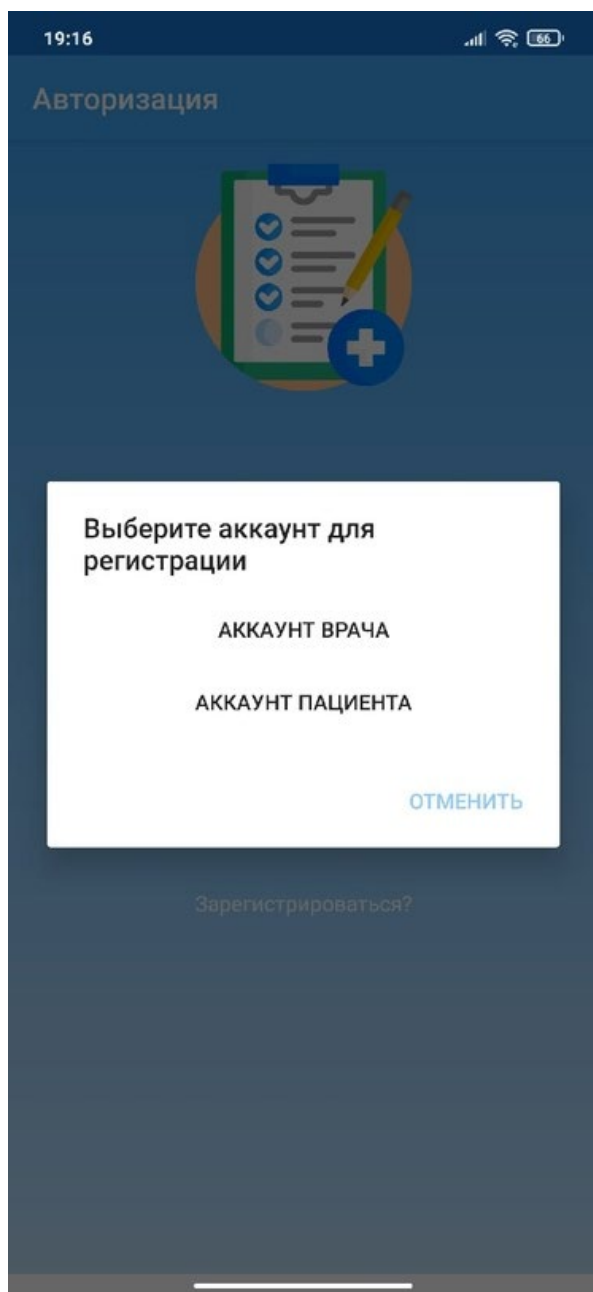 19:16
66
Авторизация
Выберите аккаунт для
регистрации
АККАУНТ ВРАЧА
АККАУНТ ПАЦИЕНТА
ОТМЕНИТЬ
Зарегистрироваться?